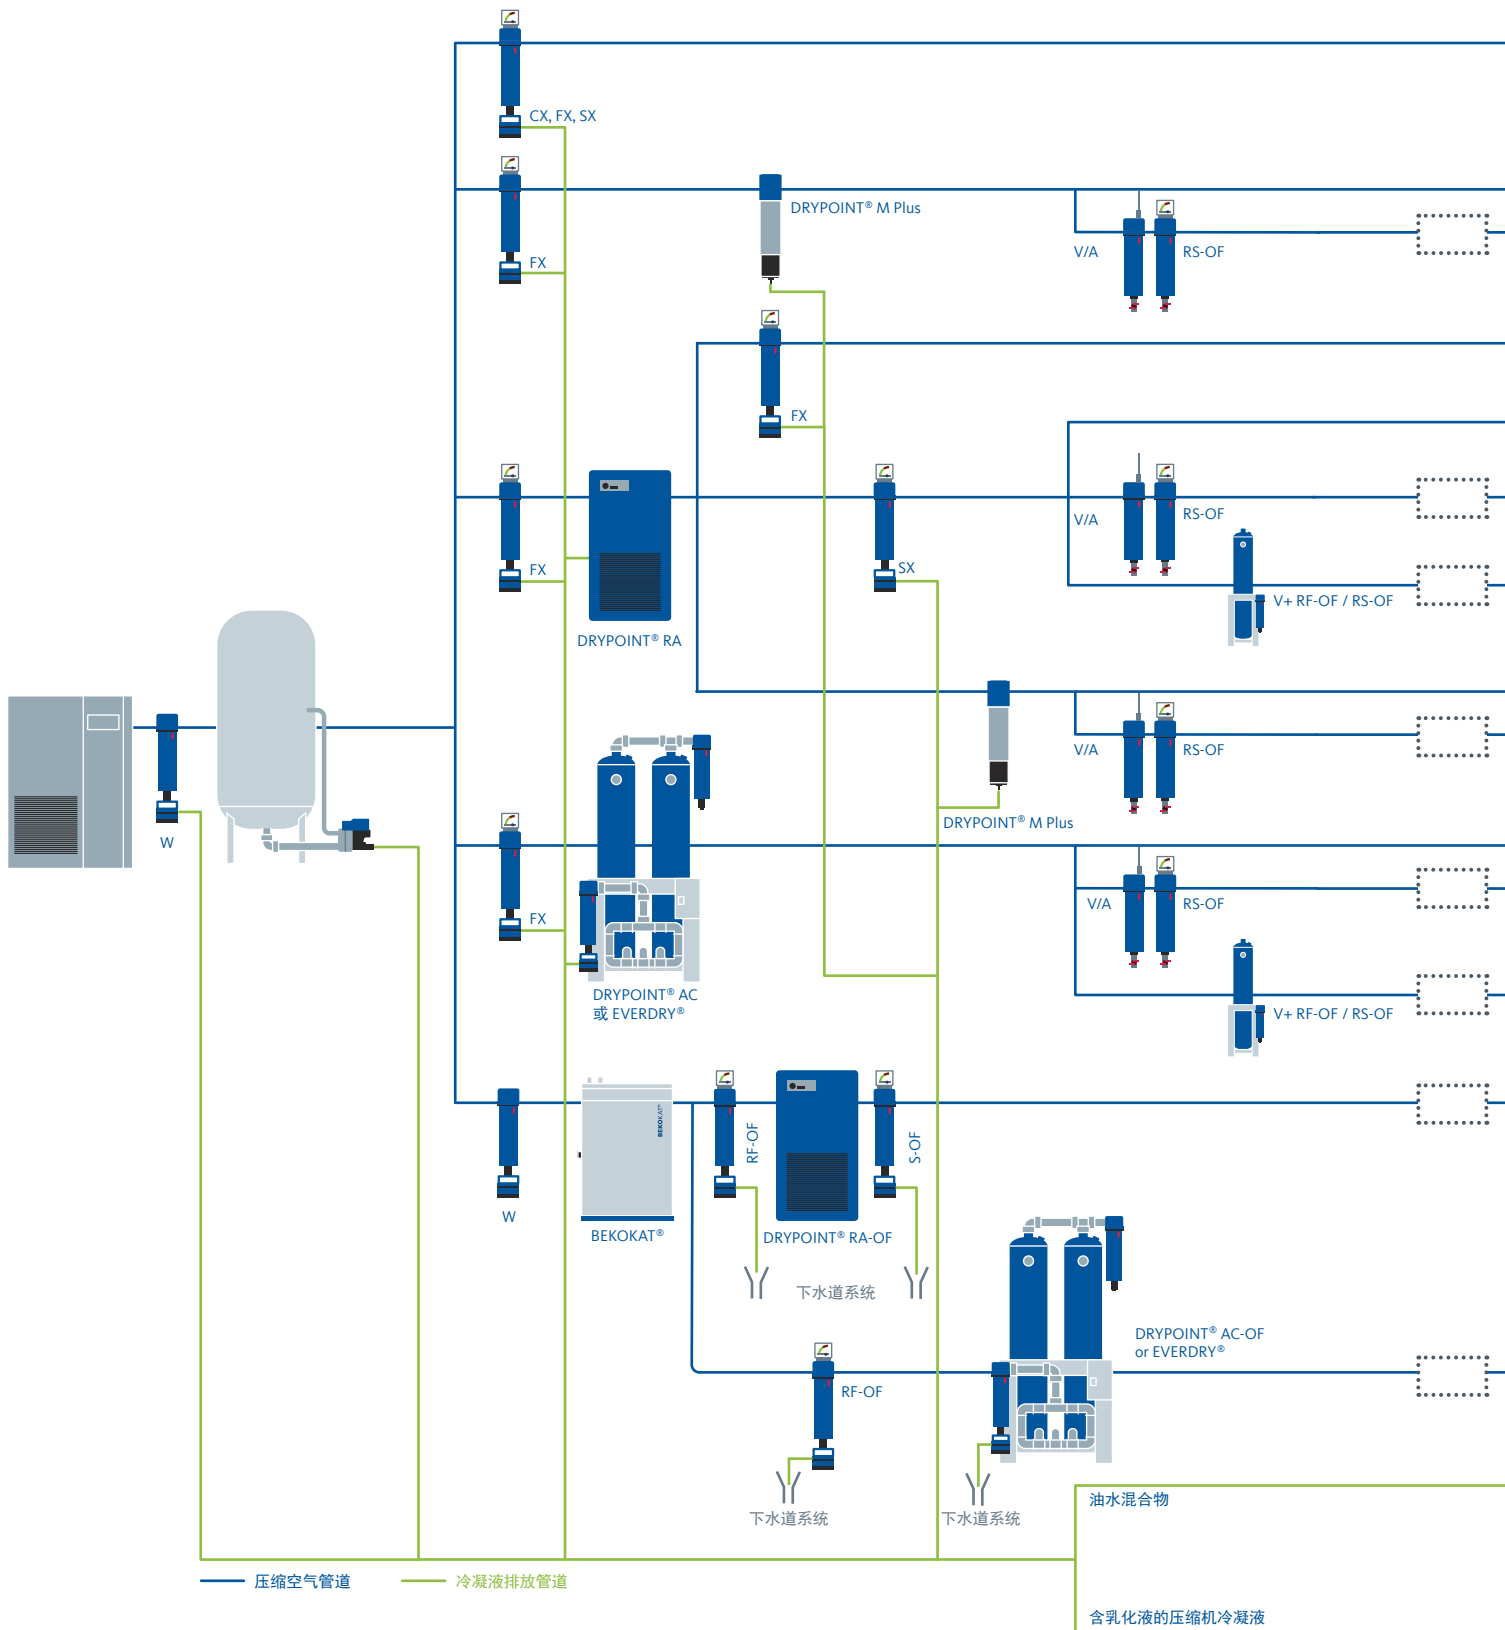 CX, FX, SX
FX
DRYPOINT® M Plus
V/A
RS-OF
FX
FX
DRYPOINT® RA
SX
V/A
RS-OF
V+ RF-OF / RS-OF
W
DRYPOINT® M Plus
V/A
RS-OF
FX
DRYPOINT® AC
或 EVERDRY®
V/A
RS-OF
V+ RF-OF / RS-OF
W
BEKOKAT®
BEKOKAT®
RF-OF
DRYPOINT® RA-OF
S-OF
下水道系统
RF-OF
下水道系统
DRYPOINT® AC-OF
or EVERDRY®
下水道系统
油水混合物
压缩空气管道
冷凝液排放管道
含乳化液的压缩机冷凝液